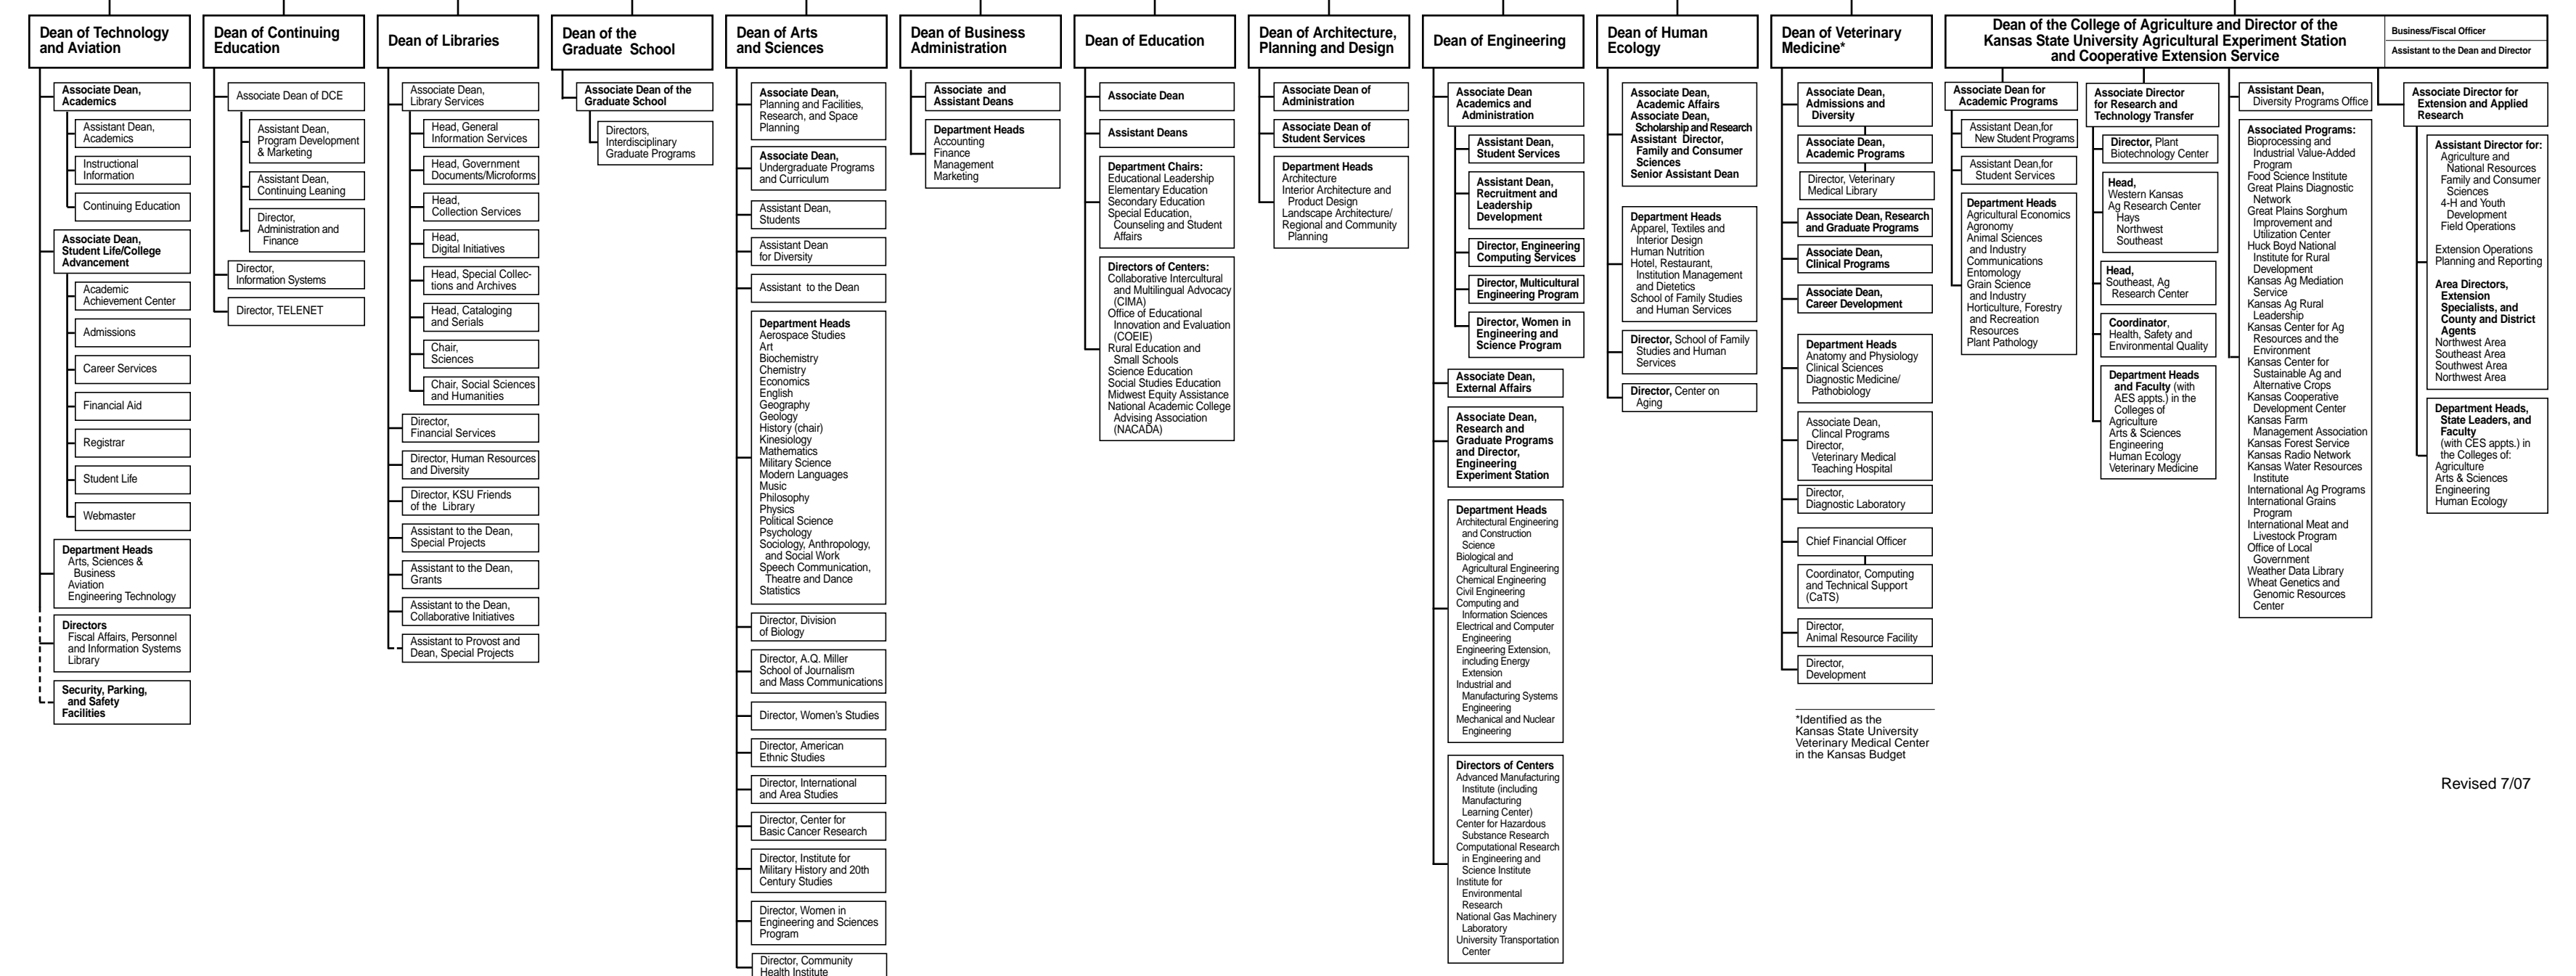 Dean of Technology
and Aviation
Associate Dean,
Academics
Assistant Dean,
Academics
Instructional
Information
Continuing Education
Associate Dean,
Student Life/College
Advancement
Academic
Achievement Center
Admissions
Career Services
Financial Aid
Registrar
Student Life
Webmaster
Department Heads
Arts, Sciences &
Business
Aviation
Engineering Technology
Directors
Fiscal Affairs, Personnel
and Information Systems
Library
Security, Parking,
and Safety
Facilities
Dean of Continuing
Education
Associate Dean of DCE
Assistant Dean,
Program Development
& Marketing
Assistant Dean,
Continuing Leaning
Director,
Administration and
Finance
Director,
Information Systems
Director, TELENET
Dean of Libraries
Associate Dean,
Library Services
Head, General
Information Services
Head, Government
Documents/Microforms
Head,
Collection Services
Head,
Digital Initiatives
Head, Special Collec-
tions and Archives
Head, Cataloging
and Serials
Chair,
Sciences
Chair, Social Sciences
and Humanities
Director,
Financial Services
Director, Human Resources
and Diversity
Director, KSU Friends
of the Library
Assistant to the Dean,
Special Projects
Assistant to the Dean,
Grants
Assistant to the Dean,
Collaborative Initiatives
Assistant to Provost and
Dean, Special Projects
Dean of the
Graduate School
Associate Dean of the
Graduate School
Directors,
Interdisciplinary
Graduate Programs
Dean of Arts
and Sciences
Associate Dean,
Planning and Facilities,
Research, and Space
Planning
Associate Dean,
Undergraduate Programs
and Curriculum
Assistant Dean,
Students
Assistant Dean
for Diversity
Assistant to the Dean
Department Heads
Aerospace Studies
Art
Biochemistry
Chemistry
Economics
English
Geography
Geology
History (chair)
Kinesiology
Mathematics
Military Science
Modern Languages
Music
Philosophy
Physics
Political Science
Psychology
Sociology, Anthropology,
and Social Work
Speech Communication,
Theatre and Dance
Statistics
Director, Division
of Biology
Director, A.Q. Miller
School of Journalism
and Mass Communications
Director, Women's Studies
Director, American
Ethnic Studies
Director, International
and Area Studies
Director, Center for
Basic Cancer Research
Director, Institute for
Military History and 20th
Century Studies
Director, Women in
Engineering and Sciences
Program
Director, Community
Health Institute
Dean of Business
Administration
Associate and
Assistant Deans
Department Heads
Accounting
Finance
Management
Marketing
Dean of Education
Associate Dean
Assistant Deans
Department Chairs:
Educational Leadership
Elementary Education
Secondary Education
Special Education,
Counseling and Student
Affairs
Directors of Centers:
Collaborative Intercultural
and Multilingual Advocacy
(CIMA)
Office of Educational
Innovation and Evaluation
(COEIE)
Rural Education and
Small Schools
Science Education
Social Studies Education
Midwest Equity Assistance
National Academic College
Advising Association
(NACADA)
Dean of Architecture,
Planning and Design
Associate Dean of
Administration
Associate Dean of
Student Services
Department Heads
Architecture
Interior Architecture and
Product Design
Landscape Architecture/
Regional and Community
Planning
Dean of Engineering
Associate Dean
Academics and
Administration
Assistant Dean,
Student Services
Assistant Dean,
Recruitment and
Leadership
Development
Director, Engineering
Computing Services
Director, Multicultural
Engineering Program
Director, Women in
Engineering and
Science Program
Associate Dean,
External Affairs
Associate Dean,
Research and
Graduate Programs
and Director,
Engineering
Experiment Station
Department Heads
Architectural Engineering
and Construction
Science
Biological and
Agricultural Engineering
Chemical Engineering
Civil Engineering
Computing and
Information Sciences
Electrical and Computer
Engineering
Engineering Extension,
including Energy
Extension
Industrial and
Manufacturing Systems
Engineering
Mechanical and Nuclear
Engineering
Directors of Centers
Advanced Manufacturing
Institute (including
Manufacturing
Learning Center)
Center for Hazardous
Substance Research
Computational Research
in Engineering and
Science Institute
Institute for
Environmental
Research
National Gas Machinery
Laboratory
University Transportation
Center
Dean of Human
Ecology
Associate Dean,
Academic Affairs
Associate Dean,
Scholarship and Research
Assistant Director,
Family and Consumer
Sciences
Senior Assistant Dean
Department Heads
Apparel, Textiles and
Interior Design
Human Nutrition
Hotel, Restaurant,
Institution Management
and Dietetics
School of Family Studies
and Human Services
Director, School of Family
Studies and Human
Services
Director, Center on
Aging
Dean of Veterinary
Medicine*
Associate Dean,
Admissions and
Diversity
Associate Dean,
Academic Programs
Director, Veterinary
Medical Library
Associate Dean, Research
and Graduate Programs
Associate Dean,
Clinical Programs
Associate Dean,
Career Development
Department Heads
Anatomy and Physiology
Clinical Sciences
Diagnostic Medicine/
Pathobiology
Associate Dean,
Clincal Programs
Director,
Veterinary Medical
Teaching Hospital
Director,
Diagnostic Laboratory
Chief Financial Officer
Coordinator, Computing
and Technical Support
(CaTS)
Director,
Animal Resource Facility
Director,
Development
*Identified as the
Kansas State University
Veterinary Medical Center
in the Kansas Budget
Dean of the College of Agriculture and Director of the
Kansas State University Agricultural Experiment Station
and Cooperative Extension Service
Business/Fiscal Officer
Assistant to the Dean and Director
Associate Dean for
Academic Programs
Assistant Dean,for
New Student Programs
Assistant Dean,for
Student Services
Department Heads
Agricultural Economics
Agronomy
Animal Sciences
and Industry
Communications
Entomology
Grain Science
and Industry
Horticulture, Forestry
and Recreation
Resources
Plant Pathology
Associate Director
for Research and
Technology Transfer
Director, Plant
Biotechnology Center
Head,
Western Kansas
Ag Research Center
Hays
Northwest
Southeast
Head,
Southeast, Ag
Research Center
Coordinator,
Health, Safety and
Environmental Quality
Department Heads
and Faculty (with
AES appts.) in the
Colleges of
Agriculture
Arts & Sciences
Engineering
Human Ecology
Veterinary Medicine
Assistant Dean,
Diversity Programs Office
Associated Programs:
Bioprocessing and
Industrial Value-Added
Program
Food Science Institute
Great Plains Diagnostic
Network
Great Plains Sorghum
Improvement and
Utilization Center
Huck Boyd National
Institute for Rural
Development
Kansas Ag Mediation
Service
Kansas Ag Rural
Leadership
Kansas Center for Ag
Resources and the
Environment
Kansas Center for
Sustainable Ag and
Alternative Crops
Kansas Cooperative
Development Center
Kansas Farm
Management Association
Kansas Forest Service
Kansas Radio Network
Kansas Water Resources
Institute
International Ag Programs
International Grains
Program
International Meat and
Livestock Program
Office of Local
Government
Weather Data Library
Wheat Genetics and
Genomic Resources
Center
Associate Director for
Extension and Applied
Research
Assistant Director for:
Agriculture and
National Resources
Family and Consumer
Sciences
4-H and Youth
Development
Field Operations
Extension Operations
Planning and Reporting
Area Directors,
Extension
Specialists, and
County and District
Agents
Northwest Area
Southeast Area
Southwest Area
Northwest Area
Department Heads,
State Leaders, and
Faculty
(with CES appts.) in
the Colleges of:
Agriculture
Arts & Sciences
Engineering
Human Ecology
Revised 7/07